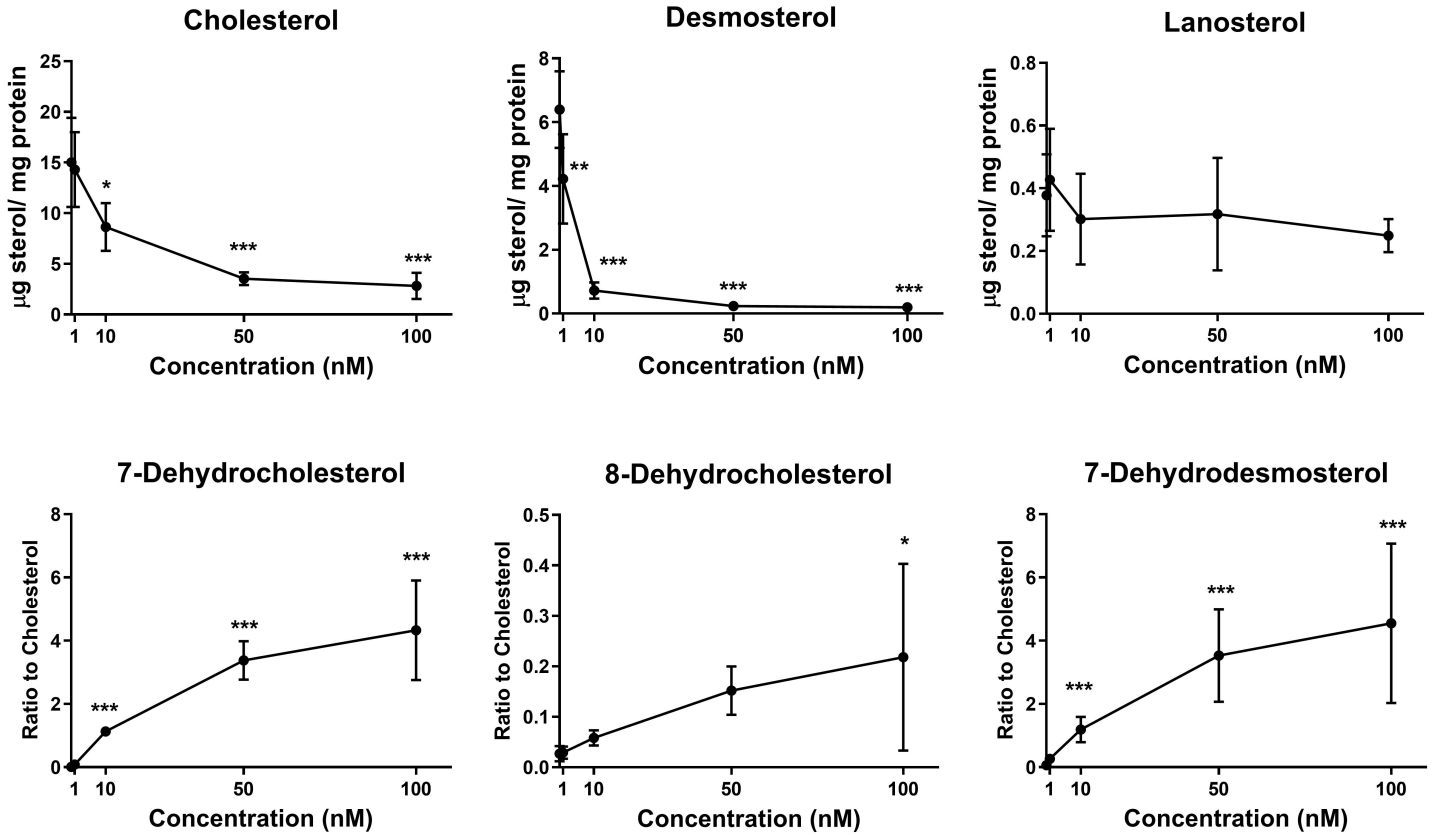 Cholesterol
Desmosterol
Lanosterol
μg sterol/ mg protein
25
20
15
10
5
0
*
***
***
1 10 50 100
Concentration (nM)
μg sterol/ mg protein
8
6
4
2
0
**
***
***
***
1 10 50 100
Concentration (nM)
μg sterol/ mg protein
0.8
0.6
0.4
0.2
0.0
1 10 50 100
Concentration (nM)
7-Dehydrocholesterol
8-Dehydrocholesterol
7-Dehydrodesmosterol
Ratio to Cholesterol
8
6
4
2
0
***
***
***
1 10 50 100
Concentration (nM)
Ratio to Cholesterol
0.5
0.4
0.3
0.2
0.1
0.0
*
1 10 50 100
Concentration (nM)
Ratio to Cholesterol
8
6
4
2
0
***
***
***
1 10 50 100
Concentration (nM)